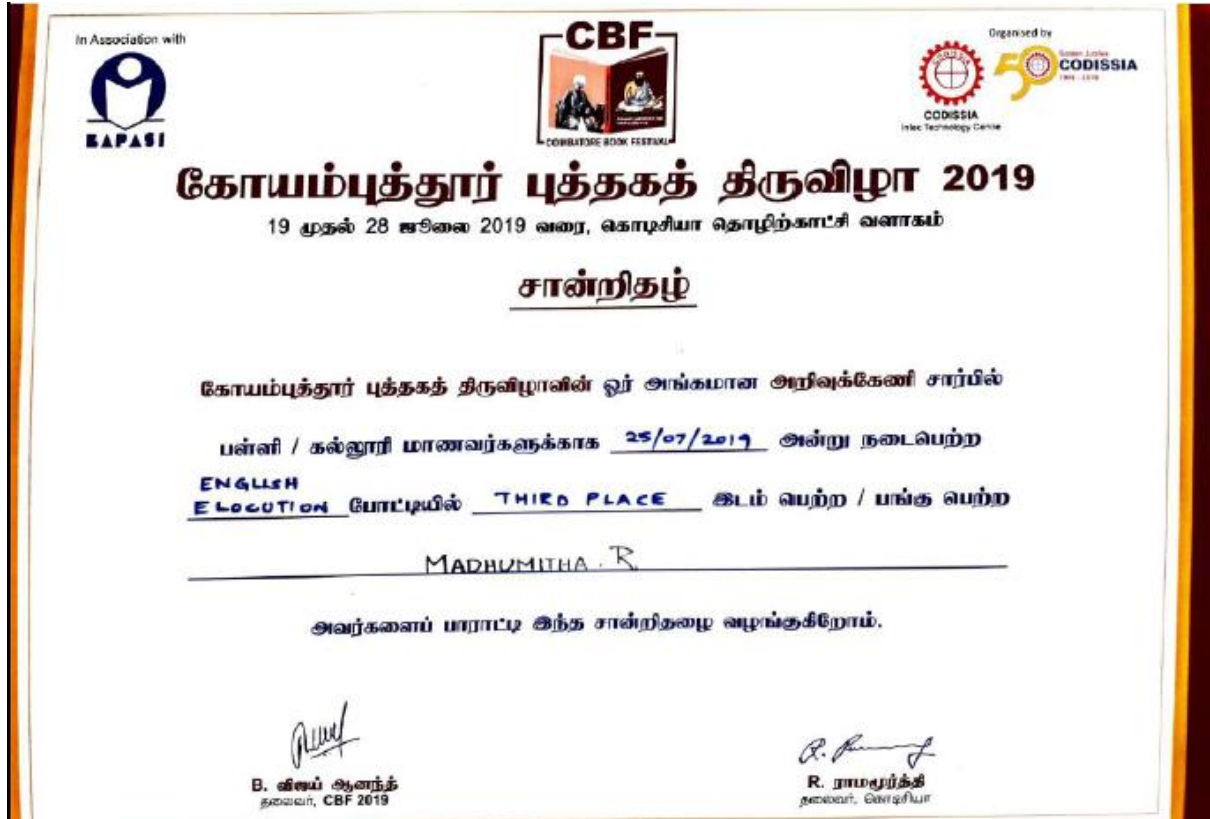 In Association with
BAPASI
CBF
COIMBATORE BOOK FESTIVAL
Organised by
CODISSIA
Intec Technology Centre
50
Golden Jubilee
CODISSIA
கோயம்புத்தூர் புத்தகத் திருவிழா 2019
19 முதல் 28 ஜூலை 2019 வரை, கொடிசியா தொழிற்காட்சி வளாகம்
சான்றிதழ்
கோயம்புத்தூர் புத்தகத் திருவிழாவின் ஓர் அங்கமான அறிவுக்கேணி சார்பில்
பள்ளி / கல்லூரி மாணவர்களுக்காக 25/07/2019 அன்று நடைபெற்ற
ENGLISH
ELOCUTION போட்டியில் THIRD PLACE இடம் பெற்ற / பங்கு பெற்ற
MADHUMITHA . R
அவர்களைப் பாராட்டி இந்த சான்றிதழை வழங்குகிறோம்.
B. விஜய் ஆனந்த்
தலைவர், CBF 2019
R. ராமமூர்த்தி
தலைவர், கொடிசியா